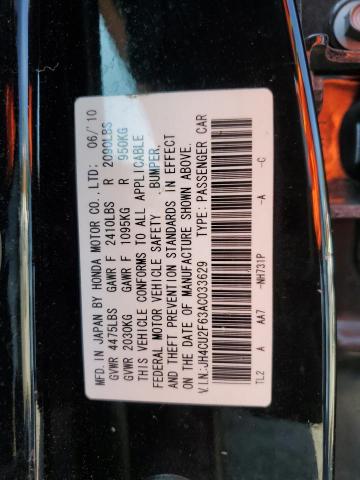 MFD. IN JAPAN BY HONDA MOTOR CO., LTD: 06/10
GVWR 4475LBS GAWR F 2410LBS R 2090LBS
GVWR 2030KG GAWR F 1095KG R 950KG
THIS VEHICLE CONFORMS TO ALL APPLICABLE
FEDERAL MOTOR VEHICLE SAFETY .BUMPER,
AND THEFT PREVENTION STANDARDS IN EFFECT
ON THE DATE OF MANUFACTURE SHOWN ABOVE.
V.I.N:JH4CU2F63AC033629 TYPE: PASSENGER CAR
TL2 A AA7 -NH731P -A -C